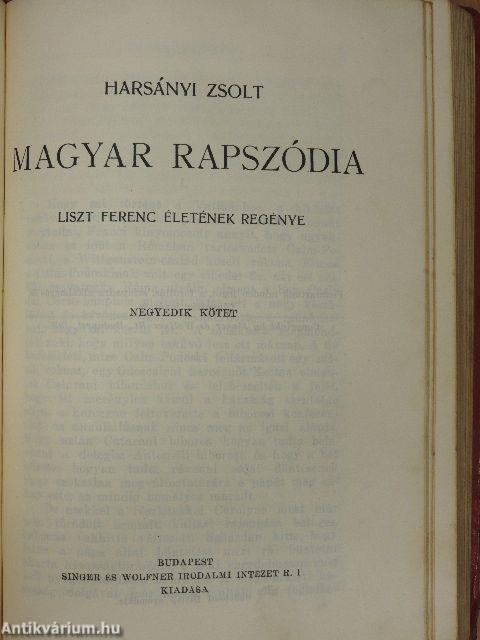 HARSÁNYI ZSOLT
MAGYAR RAPSZÓDIA
LISZT FERENC ÉLETÉNEK REGÉNYE
NEGYEDIK KÖTET
BUDAPEST
SINGER ÉS WOLFNER IRODALMI INTÉZET R. T.
KIADÁSA
Antikvárium.hu